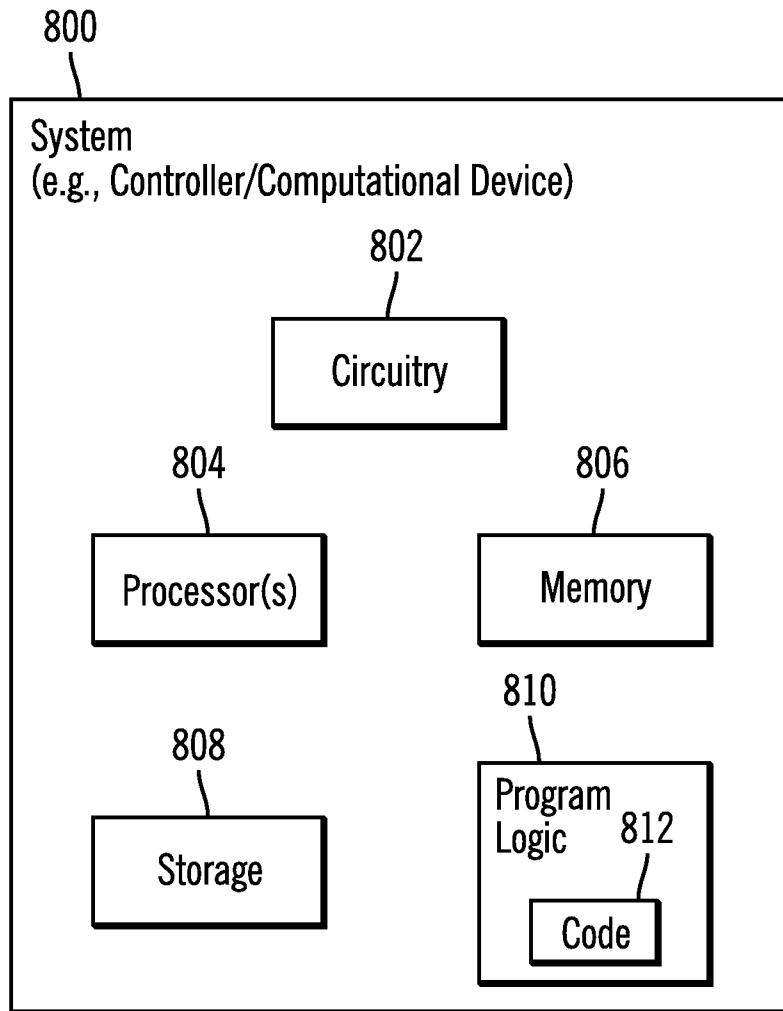 800
System
(e.g., Controller/Computational Device)
802
Circuitry
804
806
Processor(s)
Memory
808
810
Storage
Program
Logic
812
Code